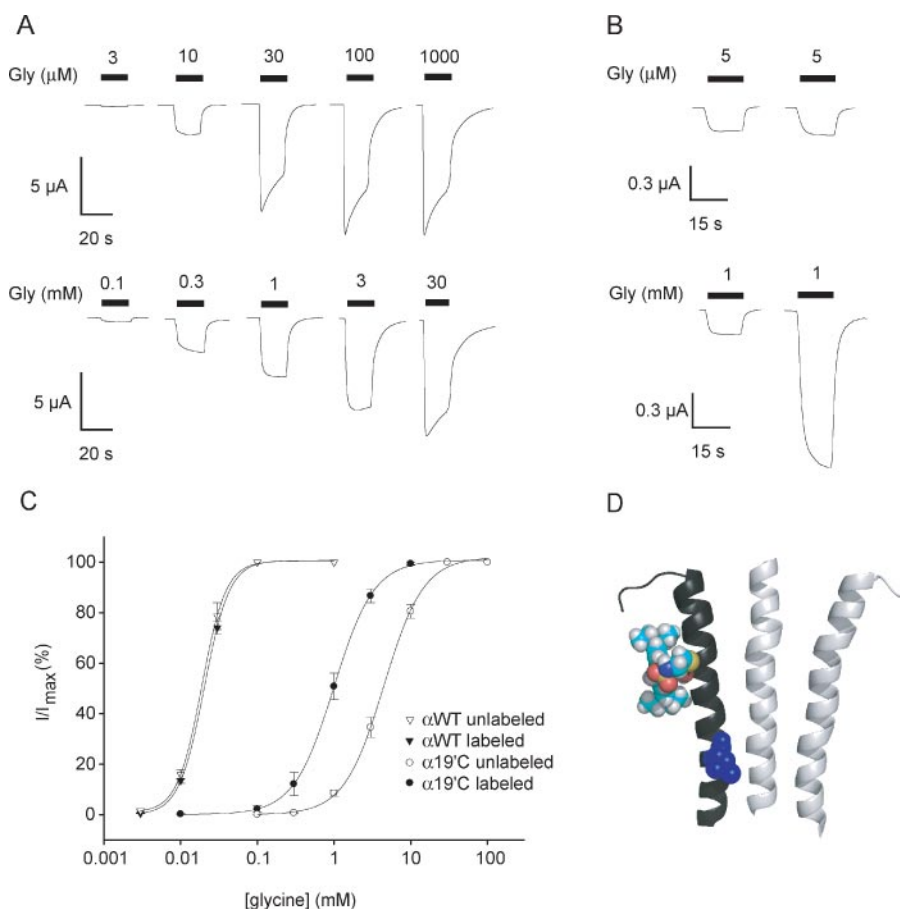 A
3 10 30 100 1000
Gly (μM)
5 μA
20 s
0.1 0.3 1 3 30
Gly (mM)
5 μA
20 s
B
5 5
Gly (μM)
0.3 μA
15 s
1 1
Gly (mM)
0.3 μA
15 s
C
100
80
60
40
20
0
I/Imax(%)
αWT unlabeled
αWT labeled
α19'C unlabeled
α19'C labeled
0.001 0.01 0.1 1 10 100
[glycine] (mM)
D